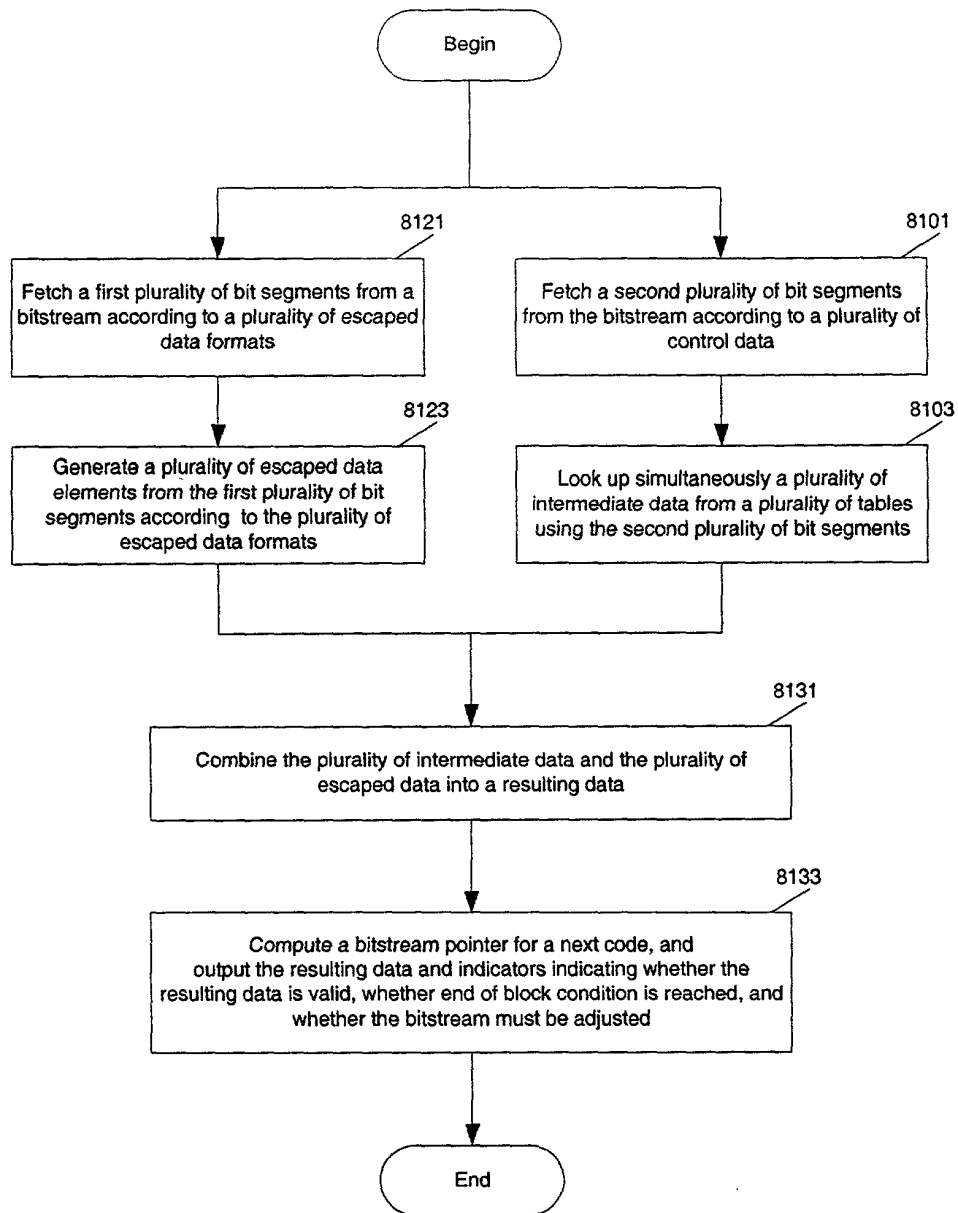 Begin
8121
Fetch a first plurality of bit segments from a
bitstream according to a plurality of escaped
data formats
8101
Fetch a second plurality of bit segments
from the bitstream according to a plurality of
control data
8123
Generate a plurality of escaped data
elements from the first plurality of bit
segments according to the plurality of
escaped data formats
8103
Look up simultaneously a plurality of
intermediate data from a plurality of tables
using the second plurality of bit segments
8131
Combine the plurality of intermediate data and the plurality of
escaped data into a resulting data
8133
Compute a bitstream pointer for a next code, and
output the resulting data and indicators indicating whether the
resulting data is valid, whether end of block condition is reached, and
whether the bitstream must be adjusted
End